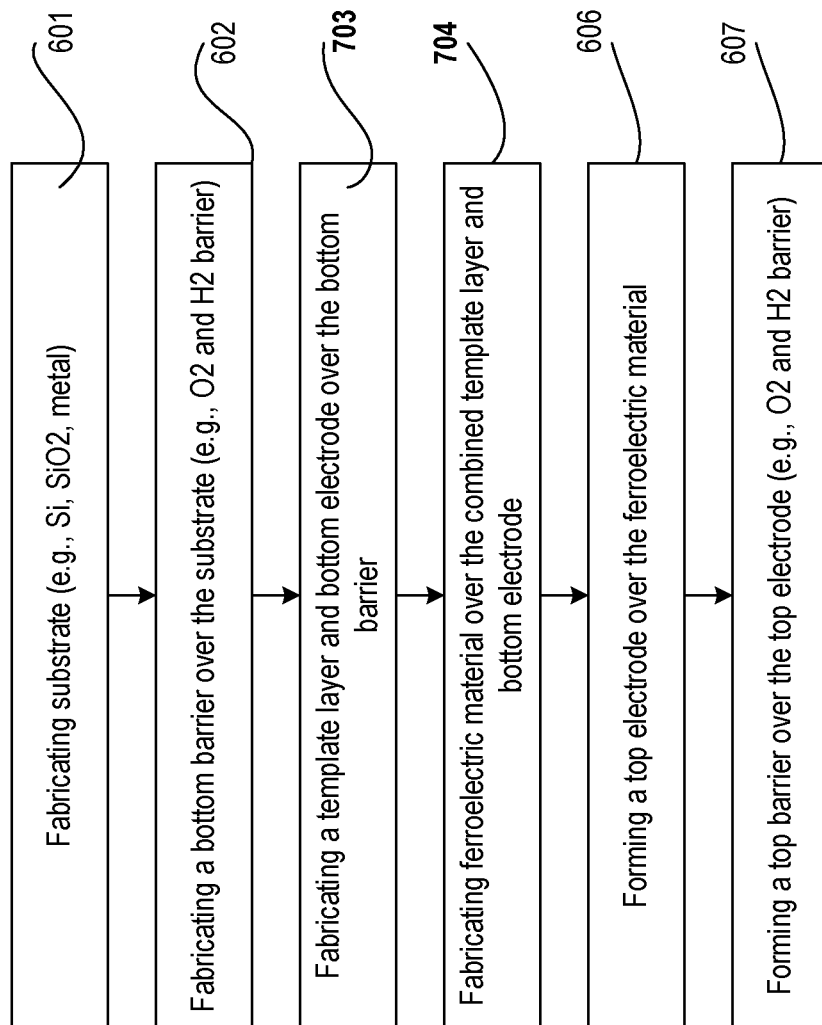 Fabricating substrate (e.g., Si, SiO2, metal)
601
Fabricating a bottom barrier over the substrate (e.g., O2 and H2 barrier)
602
Fabricating a template layer and bottom electrode over the bottom
barrier
703
Fabricating ferroelectric material over the combined template layer and
bottom electrode
704
Forming a top electrode over the ferroelectric material
606
Forming a top barrier over the top electrode (e.g., O2 and H2 barrier)
607